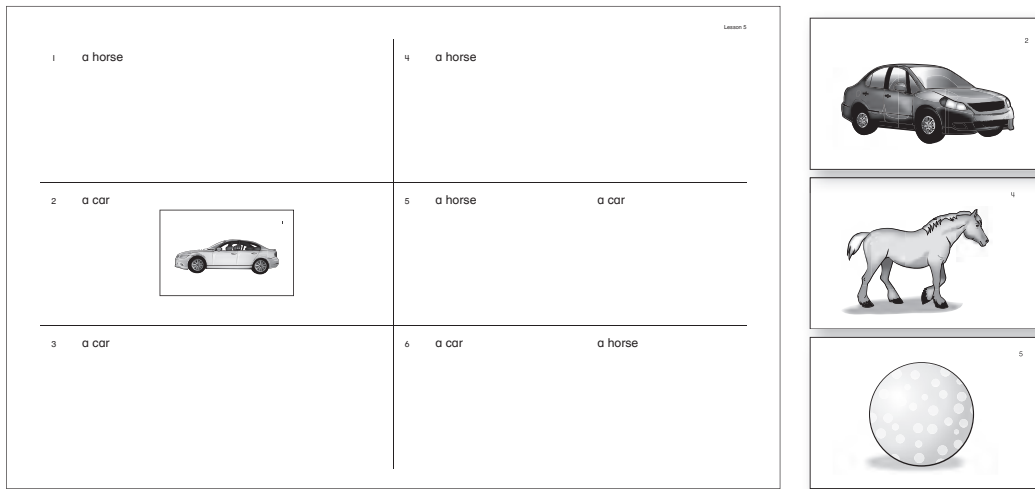 Lesson 5
1 a horse
2 a car
1
3 a car
4 a horse
5 a horse a car
6 a car a horse
2
4
5